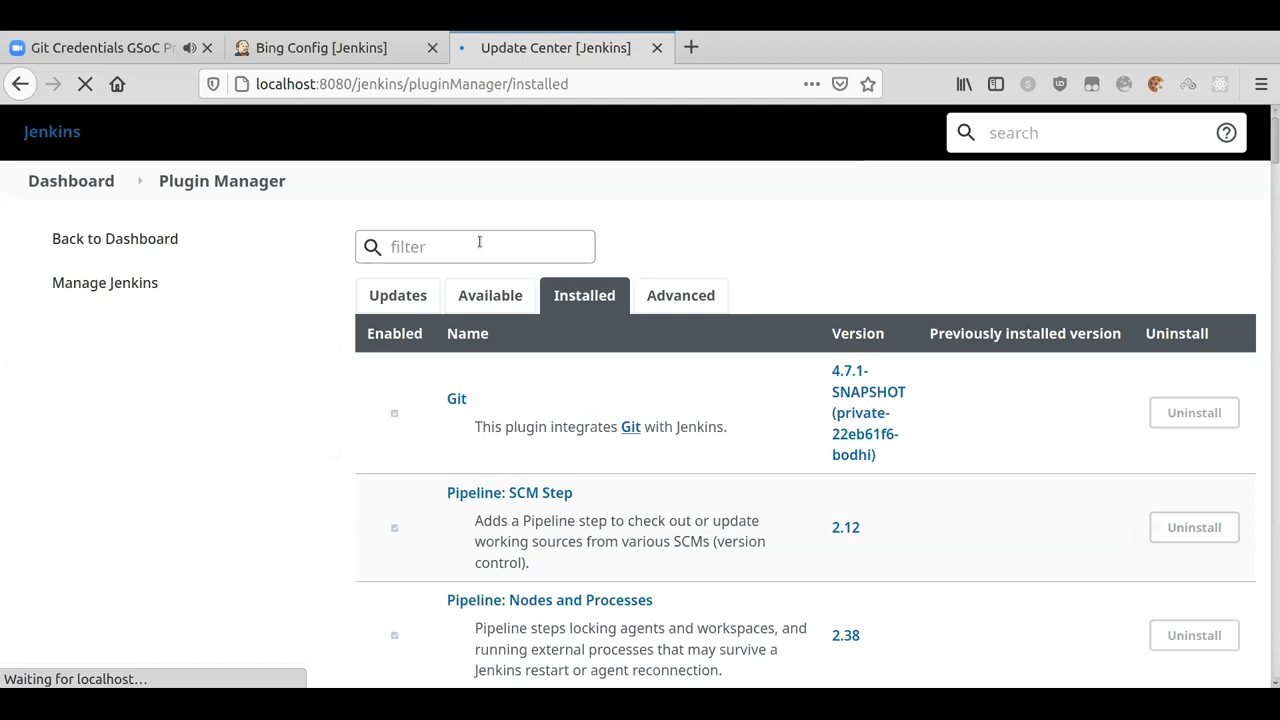 Git Credentials GSoC Pr
Bing Config [Jenkins]
Update Center [Jenkins]
localhost:8080/jenkins/pluginManager/installed
Jenkins
search
Dashboard
Plugin Manager
Back to Dashboard
Manage Jenkins
filter
Updates
Available
Installed
Advanced
Enabled
Name
Version
Previously installed version
Uninstall
Git
This plugin integrates Git with Jenkins.
4.7.1-
SNAPSHOT
(private-
22eb61f6-
bodhi)
Uninstall
Pipeline: SCM Step
Adds a Pipeline step to check out or update
working sources from various SCMs (version
control).
2.12
Uninstall
Pipeline: Nodes and Processes
Pipeline steps locking agents and workspaces, and
running external processes that may survive a
Jenkins restart or agent reconnection.
2.38
Uninstall
Waiting for localhost...